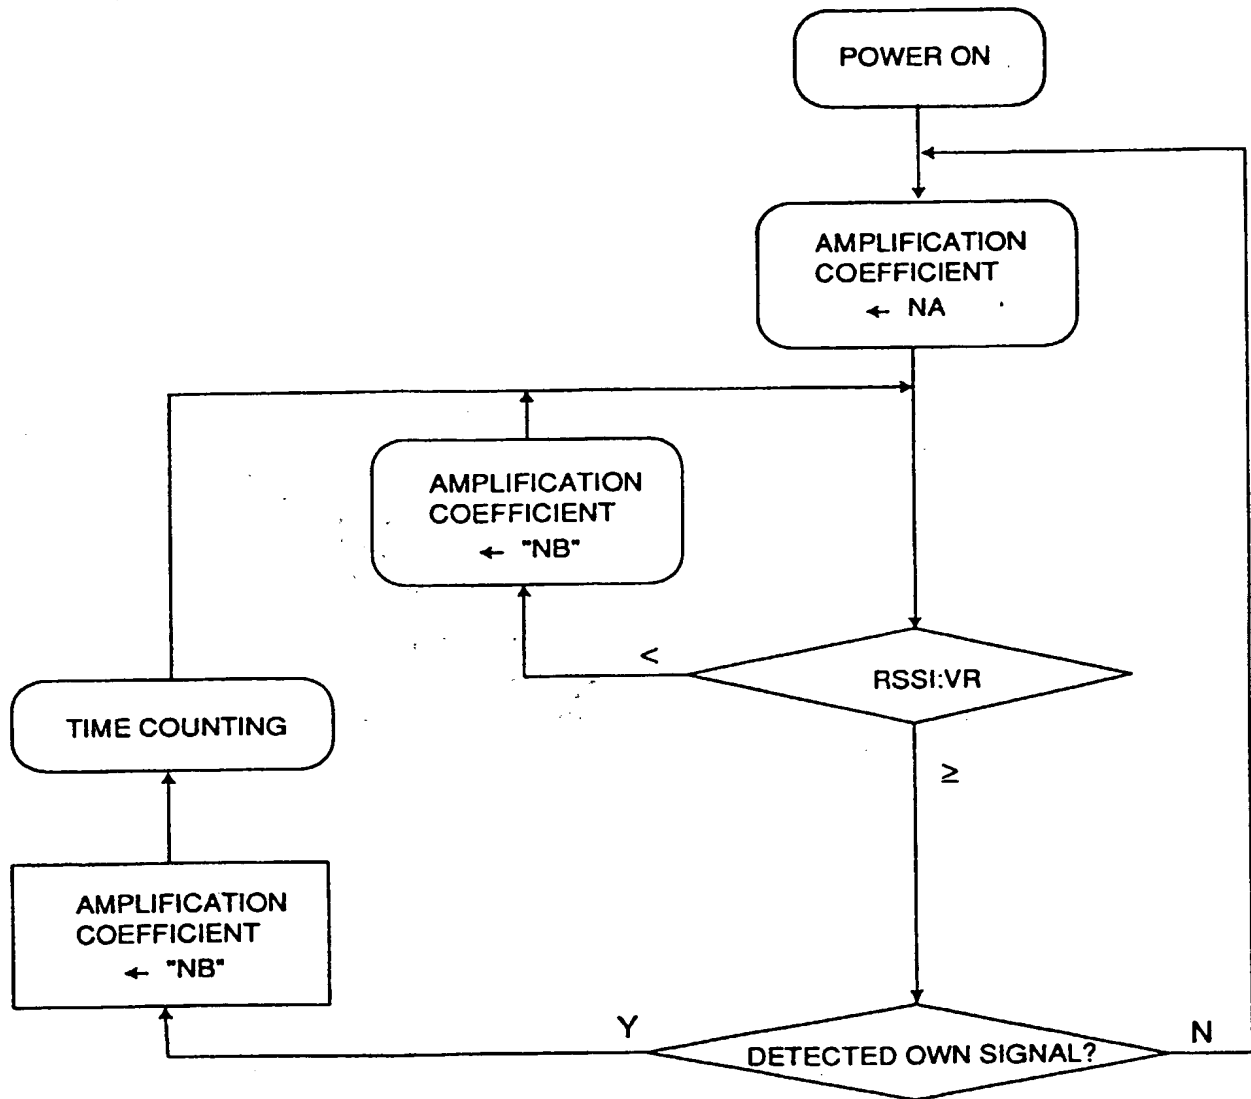 POWER ON
AMPLIFICATION
COEFFICIENT
← NA
AMPLIFICATION
COEFFICIENT
← "NB"
<
RSSI:VR
TIME COUNTING
≥
AMPLIFICATION
COEFFICIENT
← "NB"
Y
N
DETECTED OWN SIGNAL?